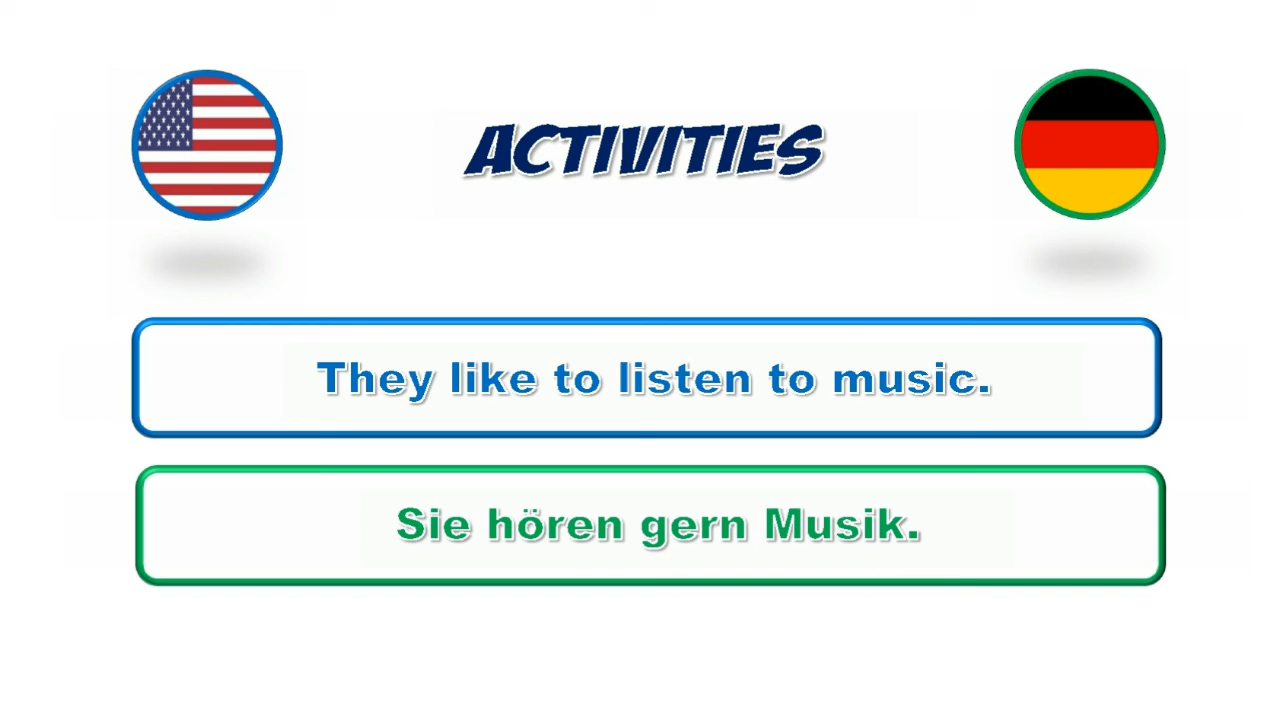 ACTIVITIES
They like to listen to music.
Sie hören gern Musik.